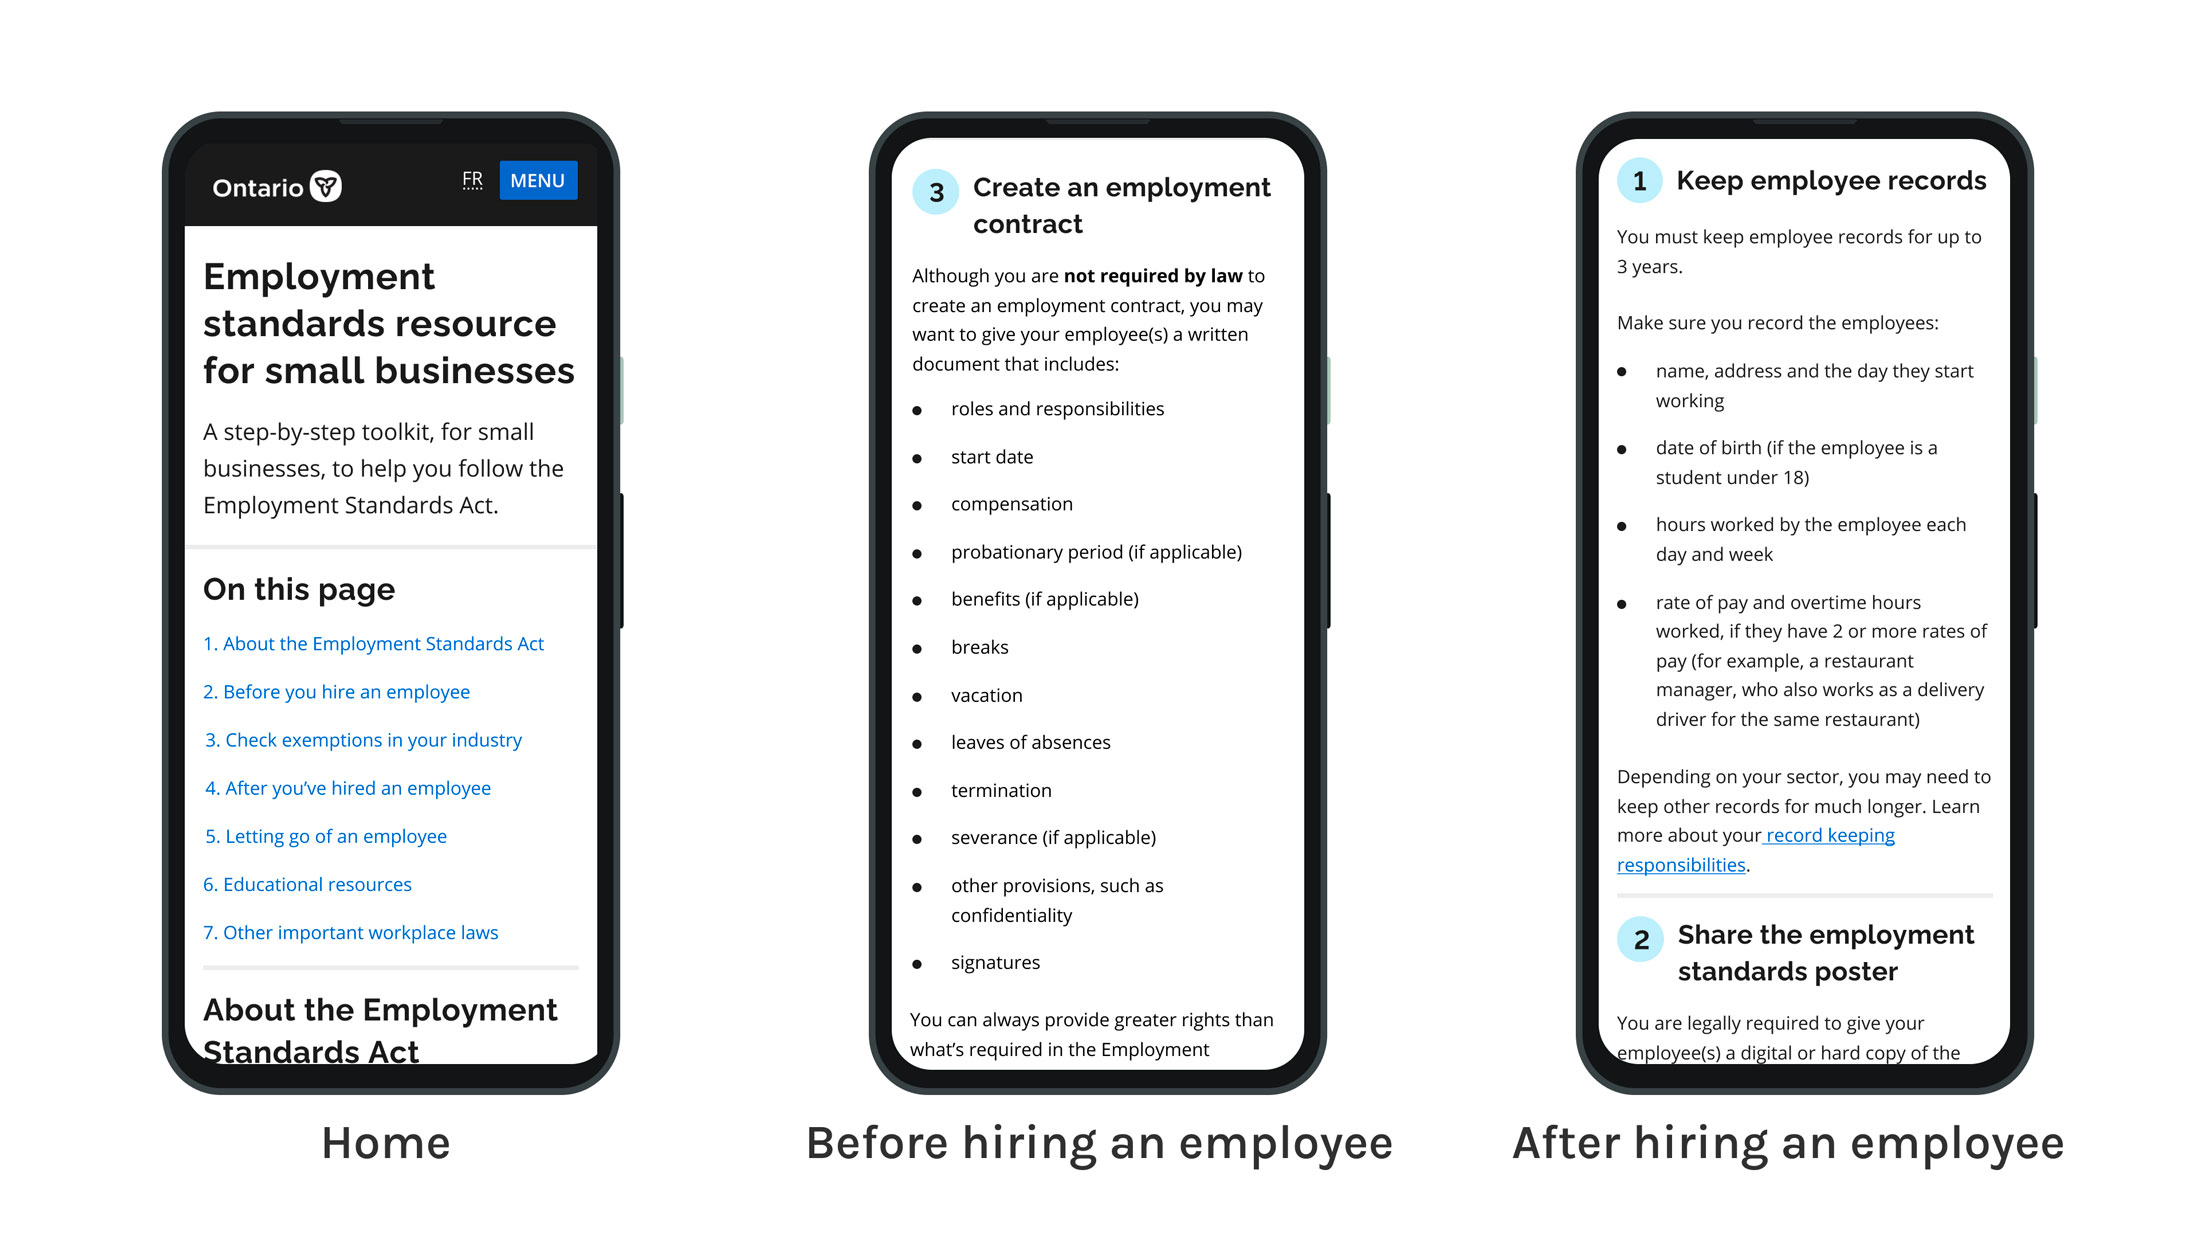 Ontario
FR
MENU
Employment
standards resource
for small businesses
A step-by-step toolkit, for small
businesses, to help you follow the
Employment Standards Act.
On this page
1. About the Employment Standards Act
2. Before you hire an employee
3. Check exemptions in your industry
4. After you’ve hired an employee
5. Letting go of an employee
6. Educational resources
7. Other important workplace laws
About the Employment
Standards Act
Home
3
Create an employment
contract
Although you are not required by law to
create an employment contract, you may
want to give your employee(s) a written
document that includes:
● roles and responsibilities
● start date
● compensation
● probationary period (if applicable)
● benefits (if applicable)
● breaks
● vacation
● leaves of absences
● termination
● severance (if applicable)
● other provisions, such as
confidentiality
● signatures
You can always provide greater rights than
what’s required in the Employment
Before hiring an employee
1
Keep employee records
You must keep employee records for up to
3 years.
Make sure you record the employees:
● name, address and the day they start
working
● date of birth (if the employee is a
student under 18)
● hours worked by the employee each
day and week
● rate of pay and overtime hours
worked, if they have 2 or more rates of
pay (for example, a restaurant
manager, who also works as a delivery
driver for the same restaurant)
Depending on your sector, you may need to
keep other records for much longer. Learn
more about your record keeping
responsibilities.
2
Share the employment
standards poster
You are legally required to give your
employee(s) a digital or hard copy of the
After hiring an employee